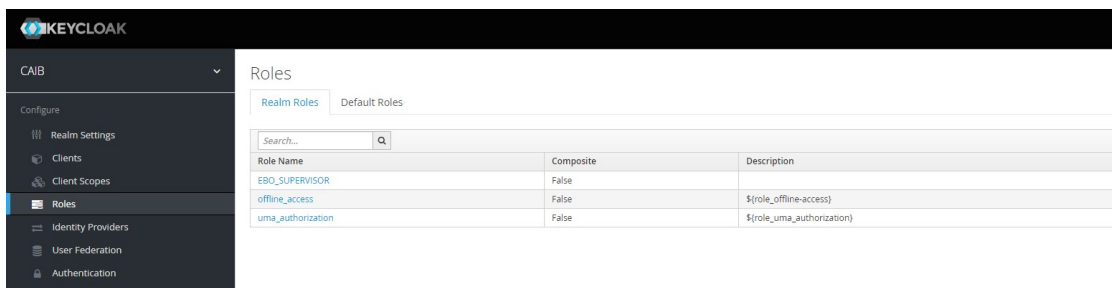 KEYCLOAK
CAIB
Configure
Realm Settings
Clients
Client Scopes
Roles
Identity Providers
User Federation
Authentication
Roles
Realm Roles Default Roles
Search...
Role Name Composite Description
EBO_SUPERVISOR False
offline_access False ${role_offline-access}
uma_authorization False ${role_uma_authorization}